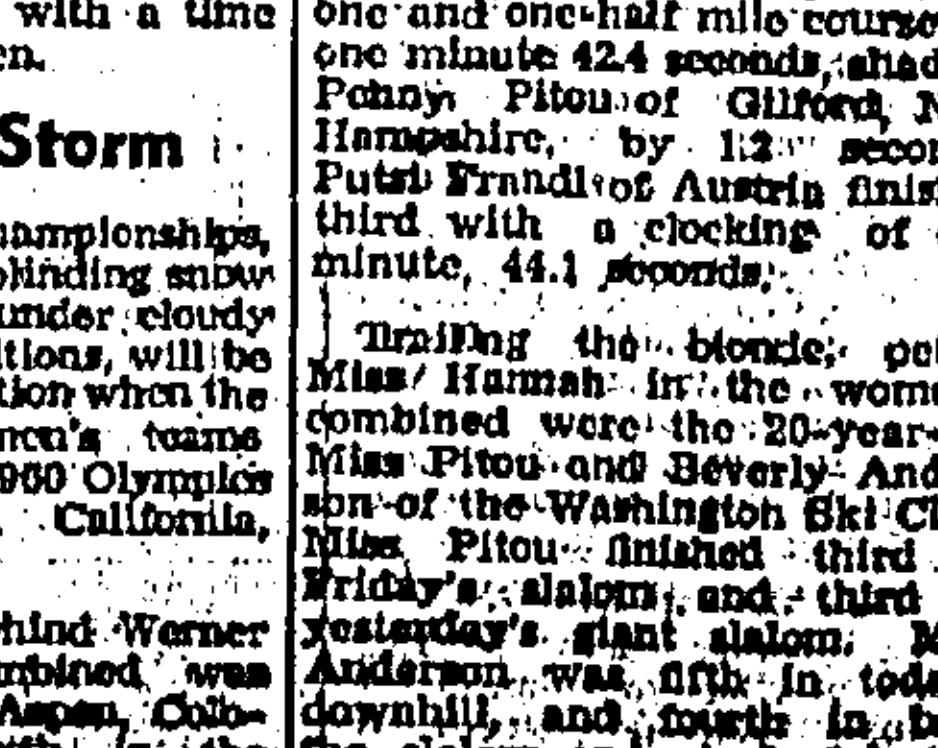 with a time
en.
Storm
hampionships,
blinding snow
under cloudy
itions, will be
tion when the
men's teams
960 Olympics
California,
hind Werner
mbined was
Aspen, Colo-
the
one and one-half mile course
one minute 42.4 seconds, shad
Penny Pitou of Gilford, N
Hampshire, by 1.2 secon
Putzi Frandl of Austria finis
third with a clocking of
minute, 44.1 seconds.
Trailing the blonde, pe
Miss Hannah in the wome
combined were the 20-year-
Miss Pitou and Beverly And
son of the Washington Ski Cl
Miss Pitou finished third
Friday's slalom and third
yesterday's giant slalom. M
Anderson was fifth in toda
downhill, and fourth in b
the slalom and